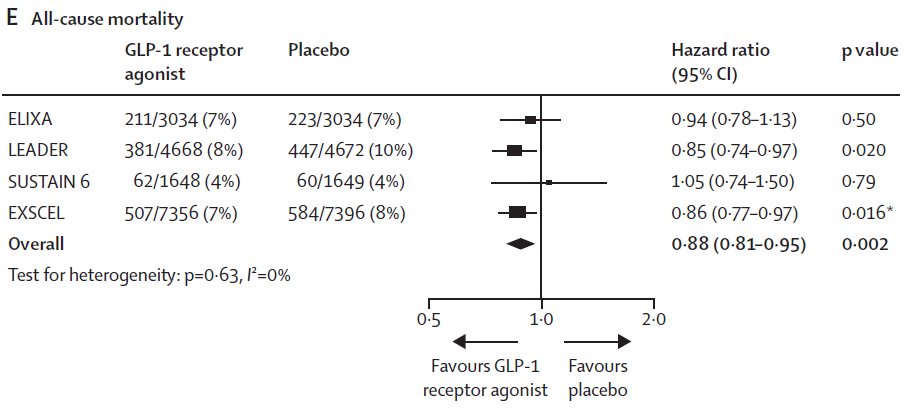 E All-cause mortality
GLP-1 receptor agonist Placebo Hazard ratio (95% CI) p value
ELIXA 211/3034 (7%) 223/3034 (7%) 0·94 (0·78–1·13) 0·50
LEADER 381/4668 (8%) 447/4672 (10%) 0·85 (0·74–0·97) 0·020
SUSTAIN 6 62/1648 (4%) 60/1649 (4%) 1·05 (0·74–1·50) 0·79
EXSCEL 507/7356 (7%) 584/7396 (8%) 0·86 (0·77–0·97) 0·016*
Overall 0·88 (0·81–0·95) 0·002
Test for heterogeneity: p=0·63, I²=0%
0·5 1·0 2·0
Favours GLP-1 receptor agonist Favours placebo